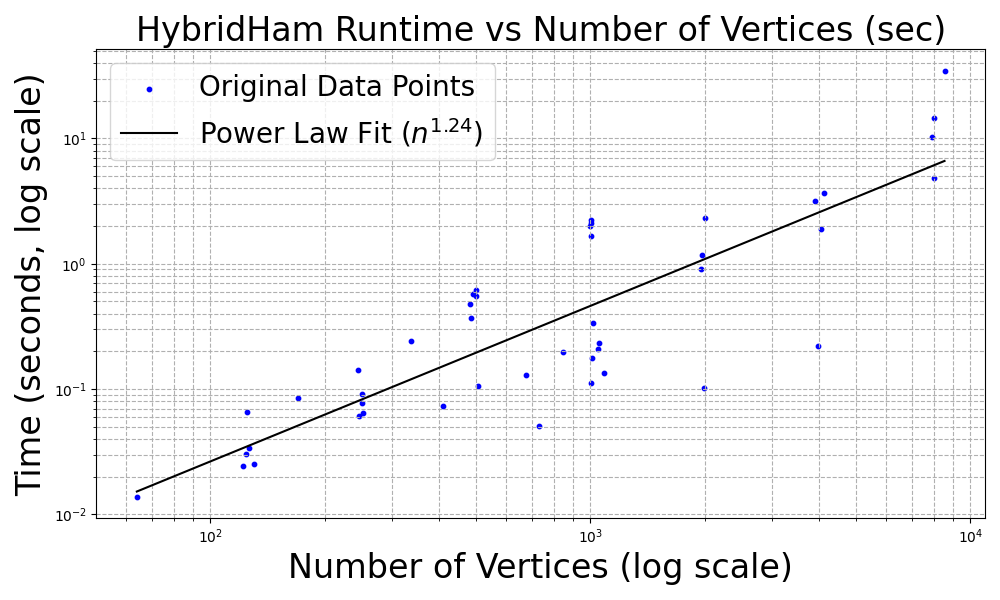 HybridHam Runtime vs Number of Vertices (sec)
Original Data Points
Power Law Fit (n^1.24)
Time (seconds, log scale)
10^1
10^0
10^-1
10^-2
10^2
10^3
10^4
Number of Vertices (log scale)